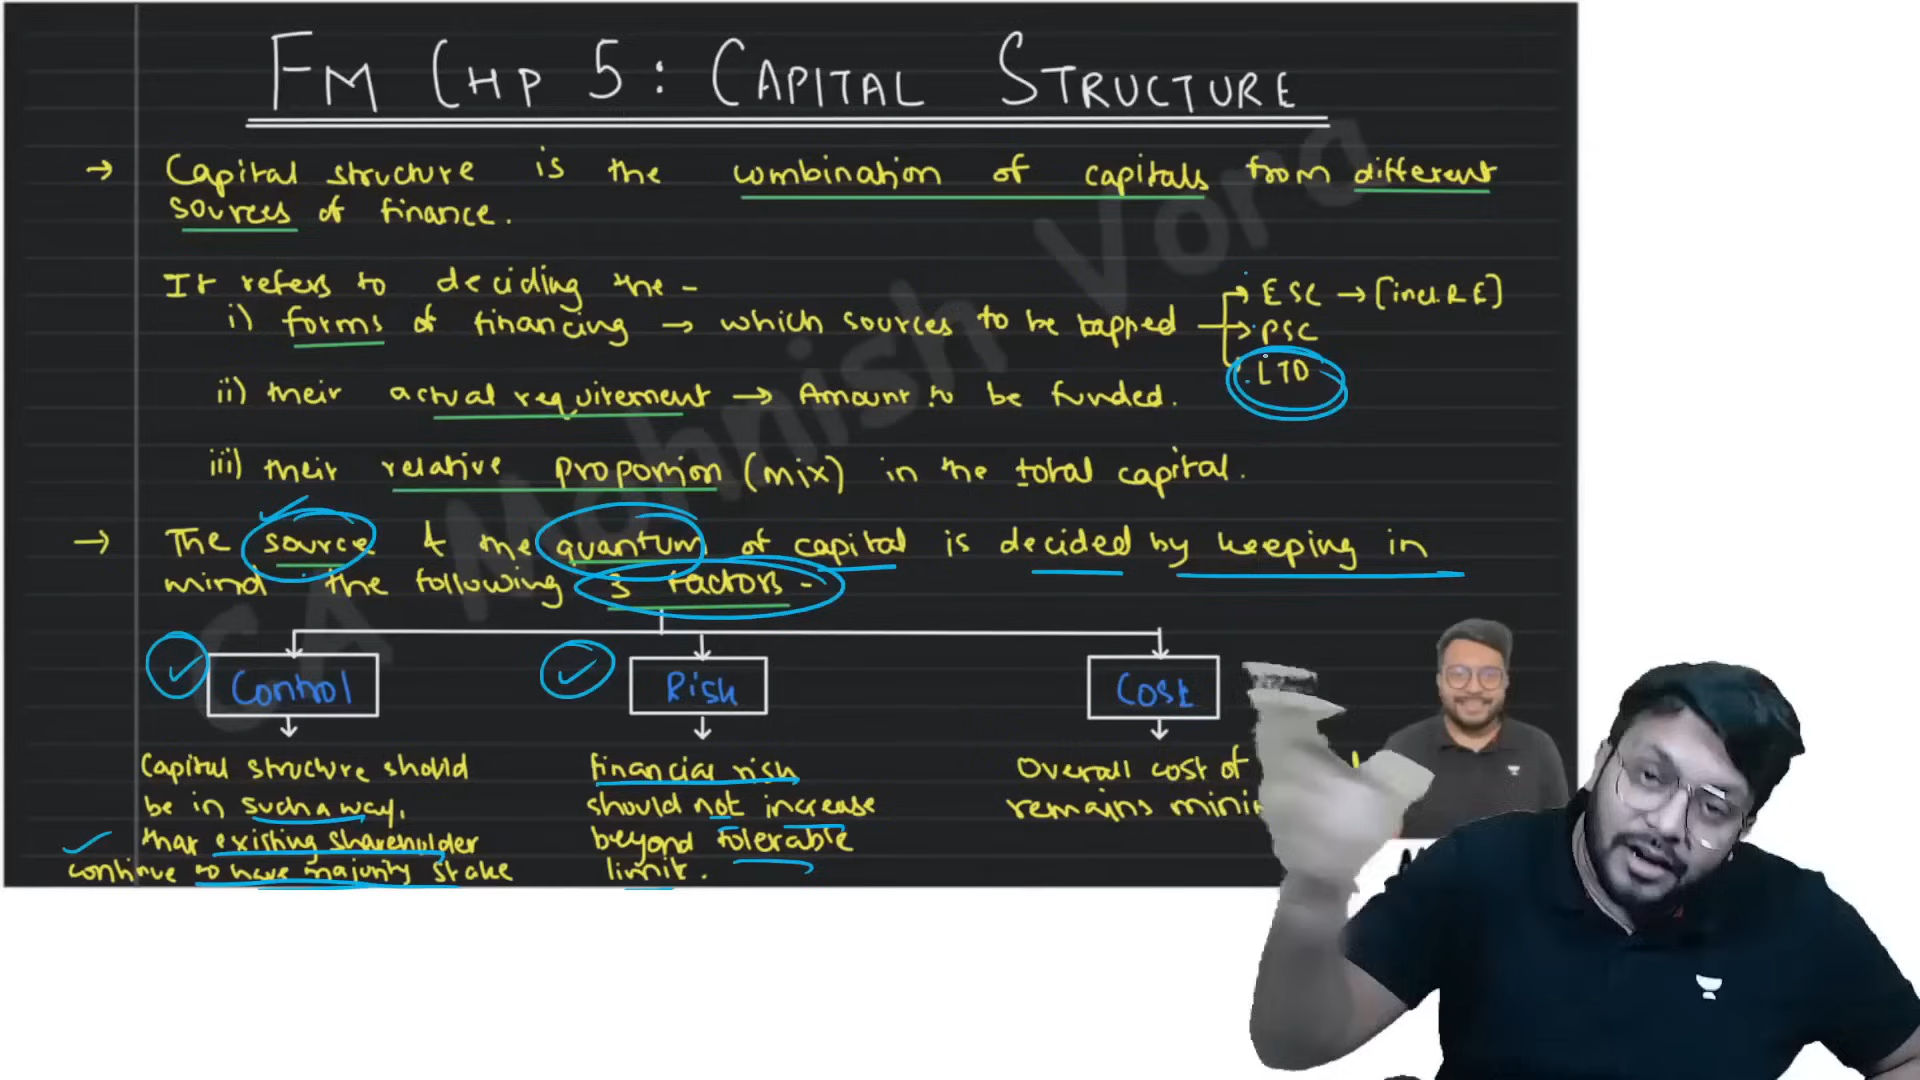 FM CHP 5: CAPITAL STRUCTURE
→ Capital structure is the combination of capitals from different
sources of finance.
It refers to deciding the -
i) forms of financing → which sources to be tapped → ESC → [incl. R E]
PSC
LTD
ii) their actual requirement → Amount to be funded.
iii) their relative proportion (mix) in the total capital.
→ The source & the quantum of capital is decided by keeping in
mind the following 3 factors -
Control Risk Cost
Capital structure should
be in such a way,
that existing shareholder
continue to have majority stake
financial risk
should not increase
beyond tolerable
limit.
Overall cost of
remains
CA Mohnish Vora